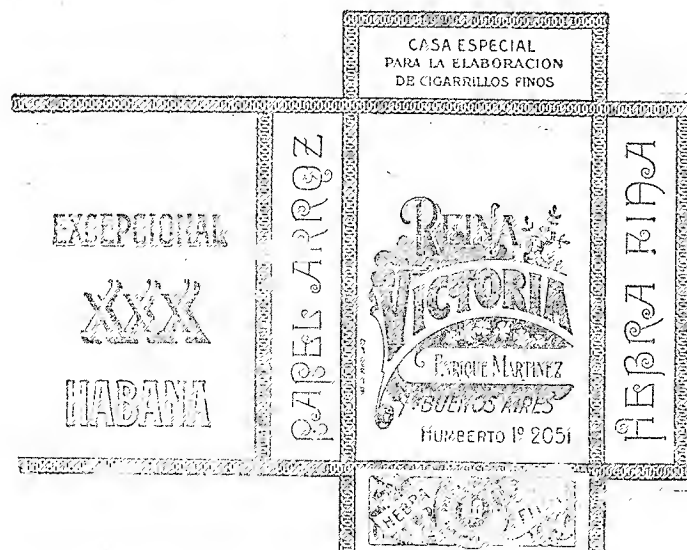 CASA ESPECIAL
PARA LA ELABORACION
DE CIGARRILLOS FINOS
EXCEPCIONAL
XXX
HABANA
PAPEL ARROZ
REINA
VICTORIA
ENRIQUE MARTINEZ
BUENOS AIRES
HUMBERTO 1º 2051
HEBRA FINA
HEBRA